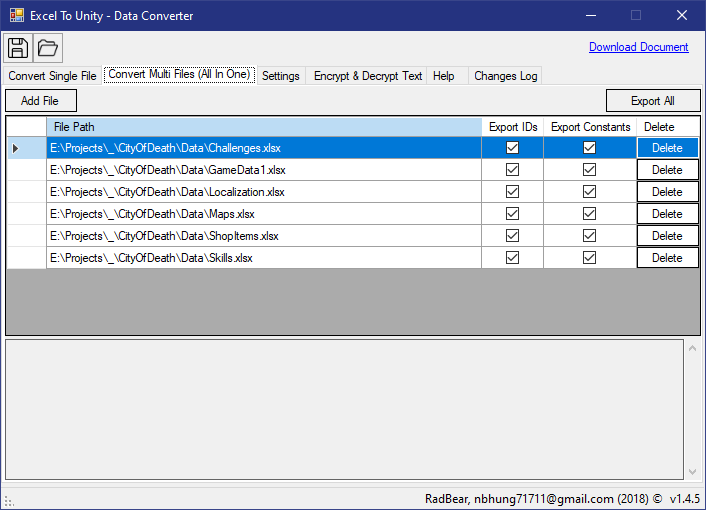 Excel To Unity - Data Converter
Download Document
Convert Single File Convert Multi Files (All In One) Settings Encrypt & Decrypt Text Help Changes Log
Add File Export All
File Path Export IDs Export Constants Delete
E:\Projects\_\CityOfDeath\Data\Challenges.xlsx Delete
E:\Projects\_\CityOfDeath\Data\GameData1.xlsx Delete
E:\Projects\_\CityOfDeath\Data\Localization.xlsx Delete
E:\Projects\_\CityOfDeath\Data\Maps.xlsx Delete
E:\Projects\_\CityOfDeath\Data\ShopItems.xlsx Delete
E:\Projects\_\CityOfDeath\Data\Skills.xlsx Delete
RadBear, nbhung71711@gmail.com (2018) © v1.4.5